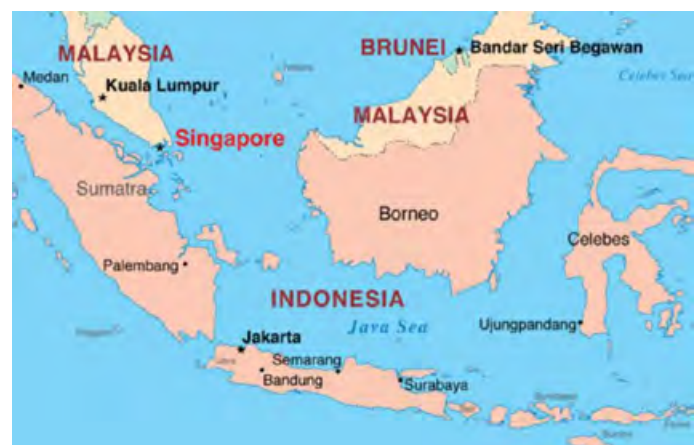 MALAYSIA
BRUNEI
Bandar Seri Begawan
Medan
Kuala Lumpur
Celebes Sea
MALAYSIA
Singapore
Sumatra
Borneo
Celebes
Palembang
INDONESIA
Java Sea
Ujungpandang
Jakarta
Semarang
Bandung
Surabaya